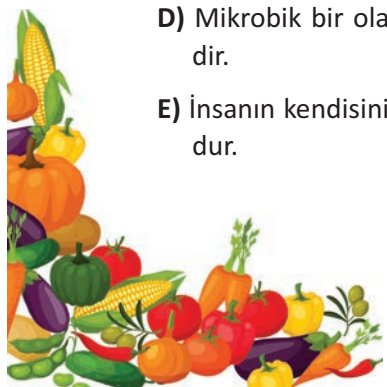 D) Mikrobik bir ola
dir.
E) İnsanın kendisini
dur.